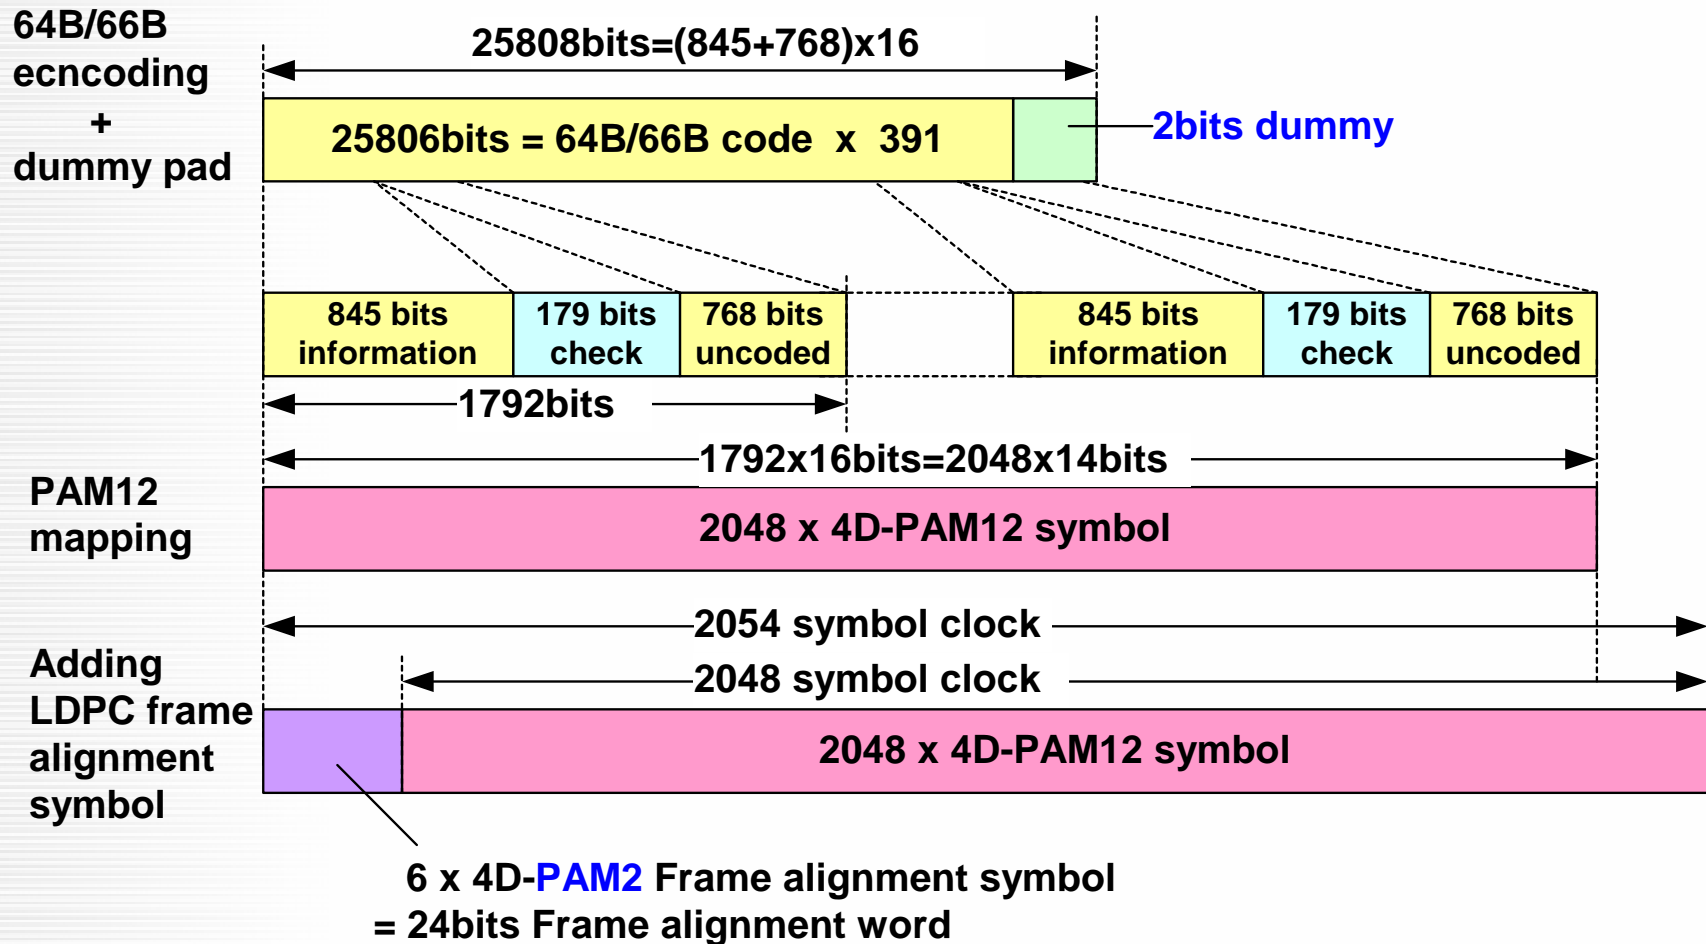 64B/66B
ecncoding
+
dummy pad
25808bits=(845+768)x16
25806bits = 64B/66B code x 391
2bits dummy
845 bits
information
179 bits
check
768 bits
uncoded
845 bits
information
179 bits
check
768 bits
uncoded
1792bits
1792x16bits=2048x14bits
PAM12
mapping
2048 x 4D-PAM12 symbol
2054 symbol clock
2048 symbol clock
Adding
LDPC frame
alignment
symbol
2048 x 4D-PAM12 symbol
6 x 4D-PAM2 Frame alignment symbol
= 24bits Frame alignment word